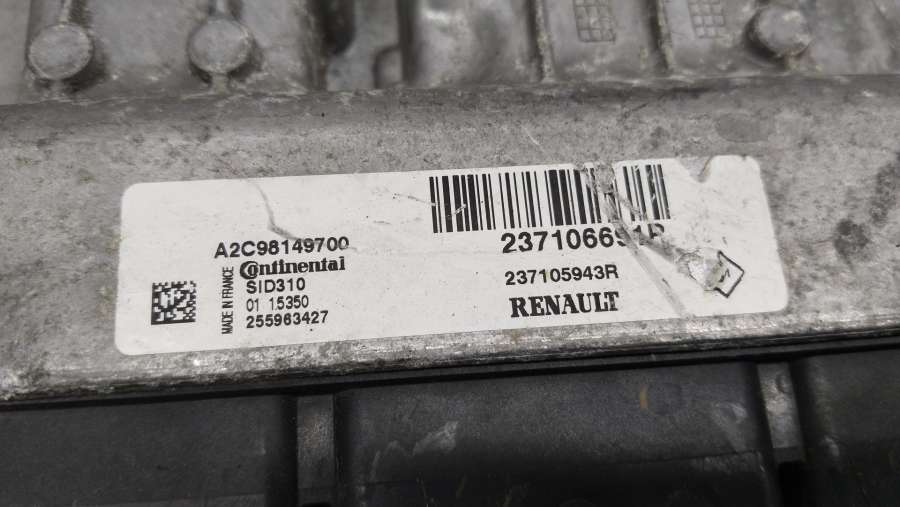 A2C98149700
Continental
SID310
01 15350
255963427
MADE IN FRANCE
237105943R
RENAULT